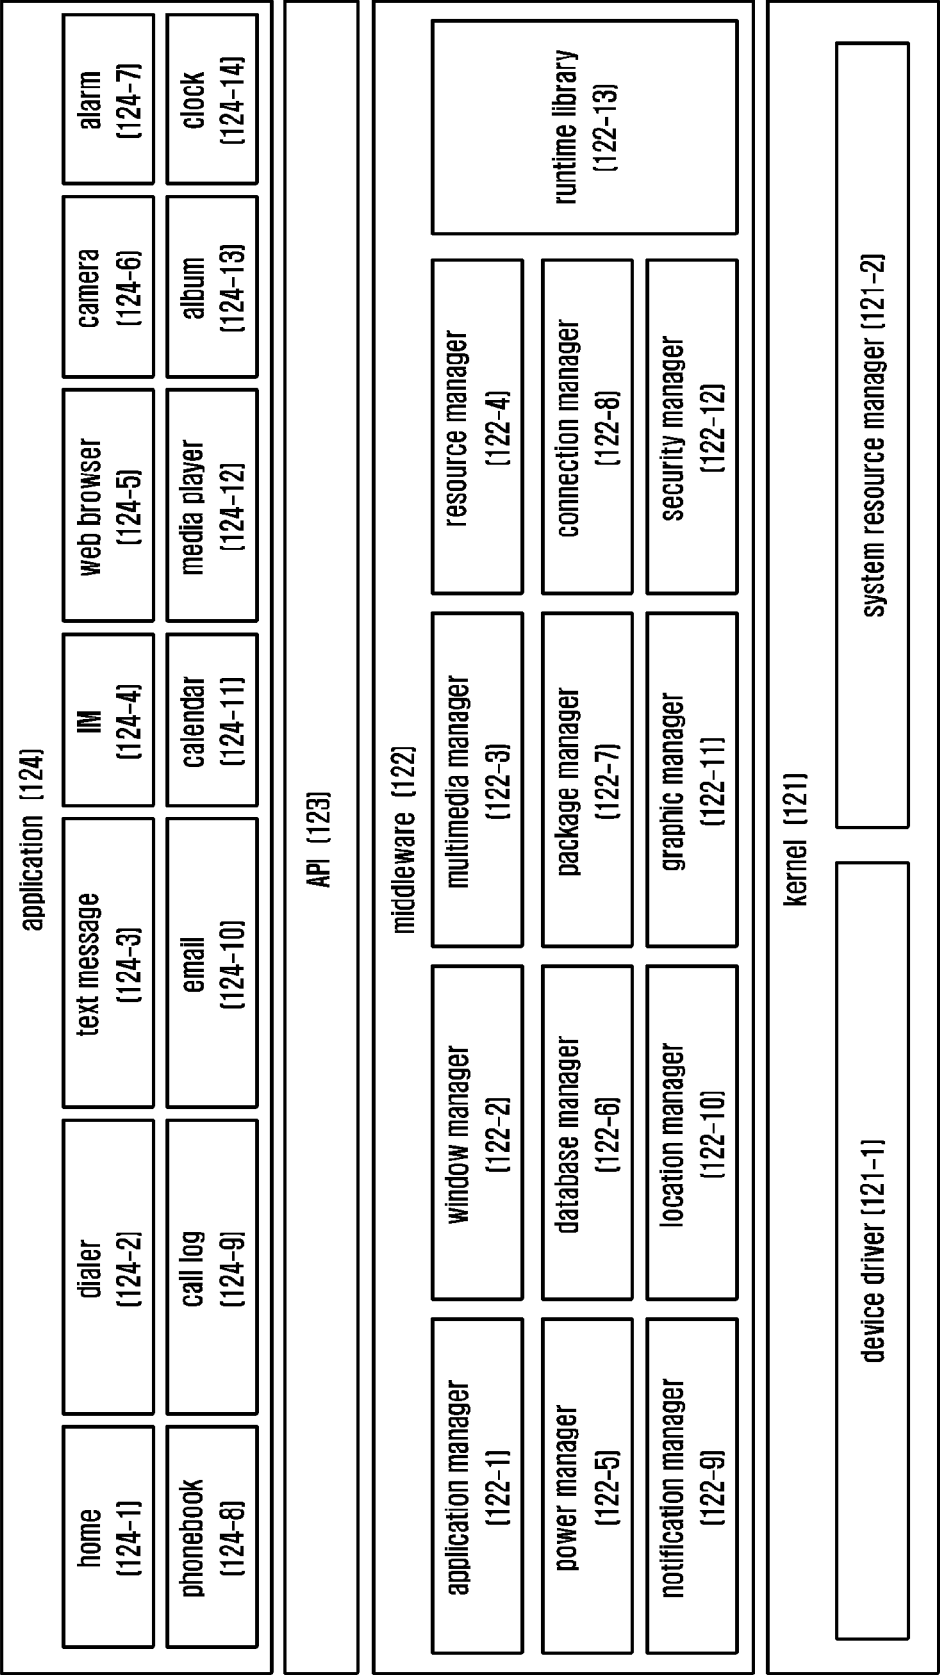 application (124)
home
(124-1)
dialer
(124-2)
text message
(124-3)
IM
(124-4)
web browser
(124-5)
camera
(124-6)
alarm
(124-7)
phonebook
(124-8)
call log
(124-9)
email
(124-10)
calendar
(124-11)
media player
(124-12)
album
(124-13)
clock
(124-14)
API (123)
middleware (122)
application manager
(122-1)
window manager
(122-2)
multimedia manager
(122-3)
resource manager
(122-4)
power manager
(122-5)
database manager
(122-6)
package manager
(122-7)
connection manager
(122-8)
notification manager
(122-9)
location manager
(122-10)
graphic manager
(122-11)
security manager
(122-12)
runtime library
(122-13)
kernel (121)
device driver (121-1)
system resource manager (121-2)